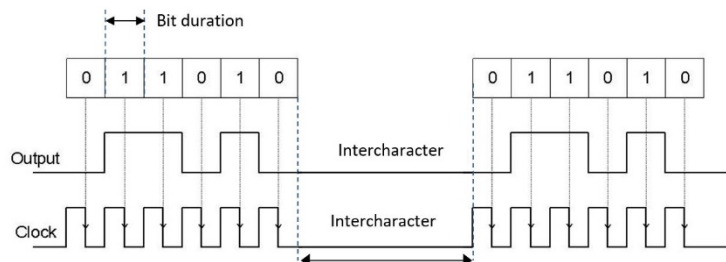 Bit duration
0 1 1 0 1 0
0 1 1 0 1 0
Output
Intercharacter
Clock
Intercharacter